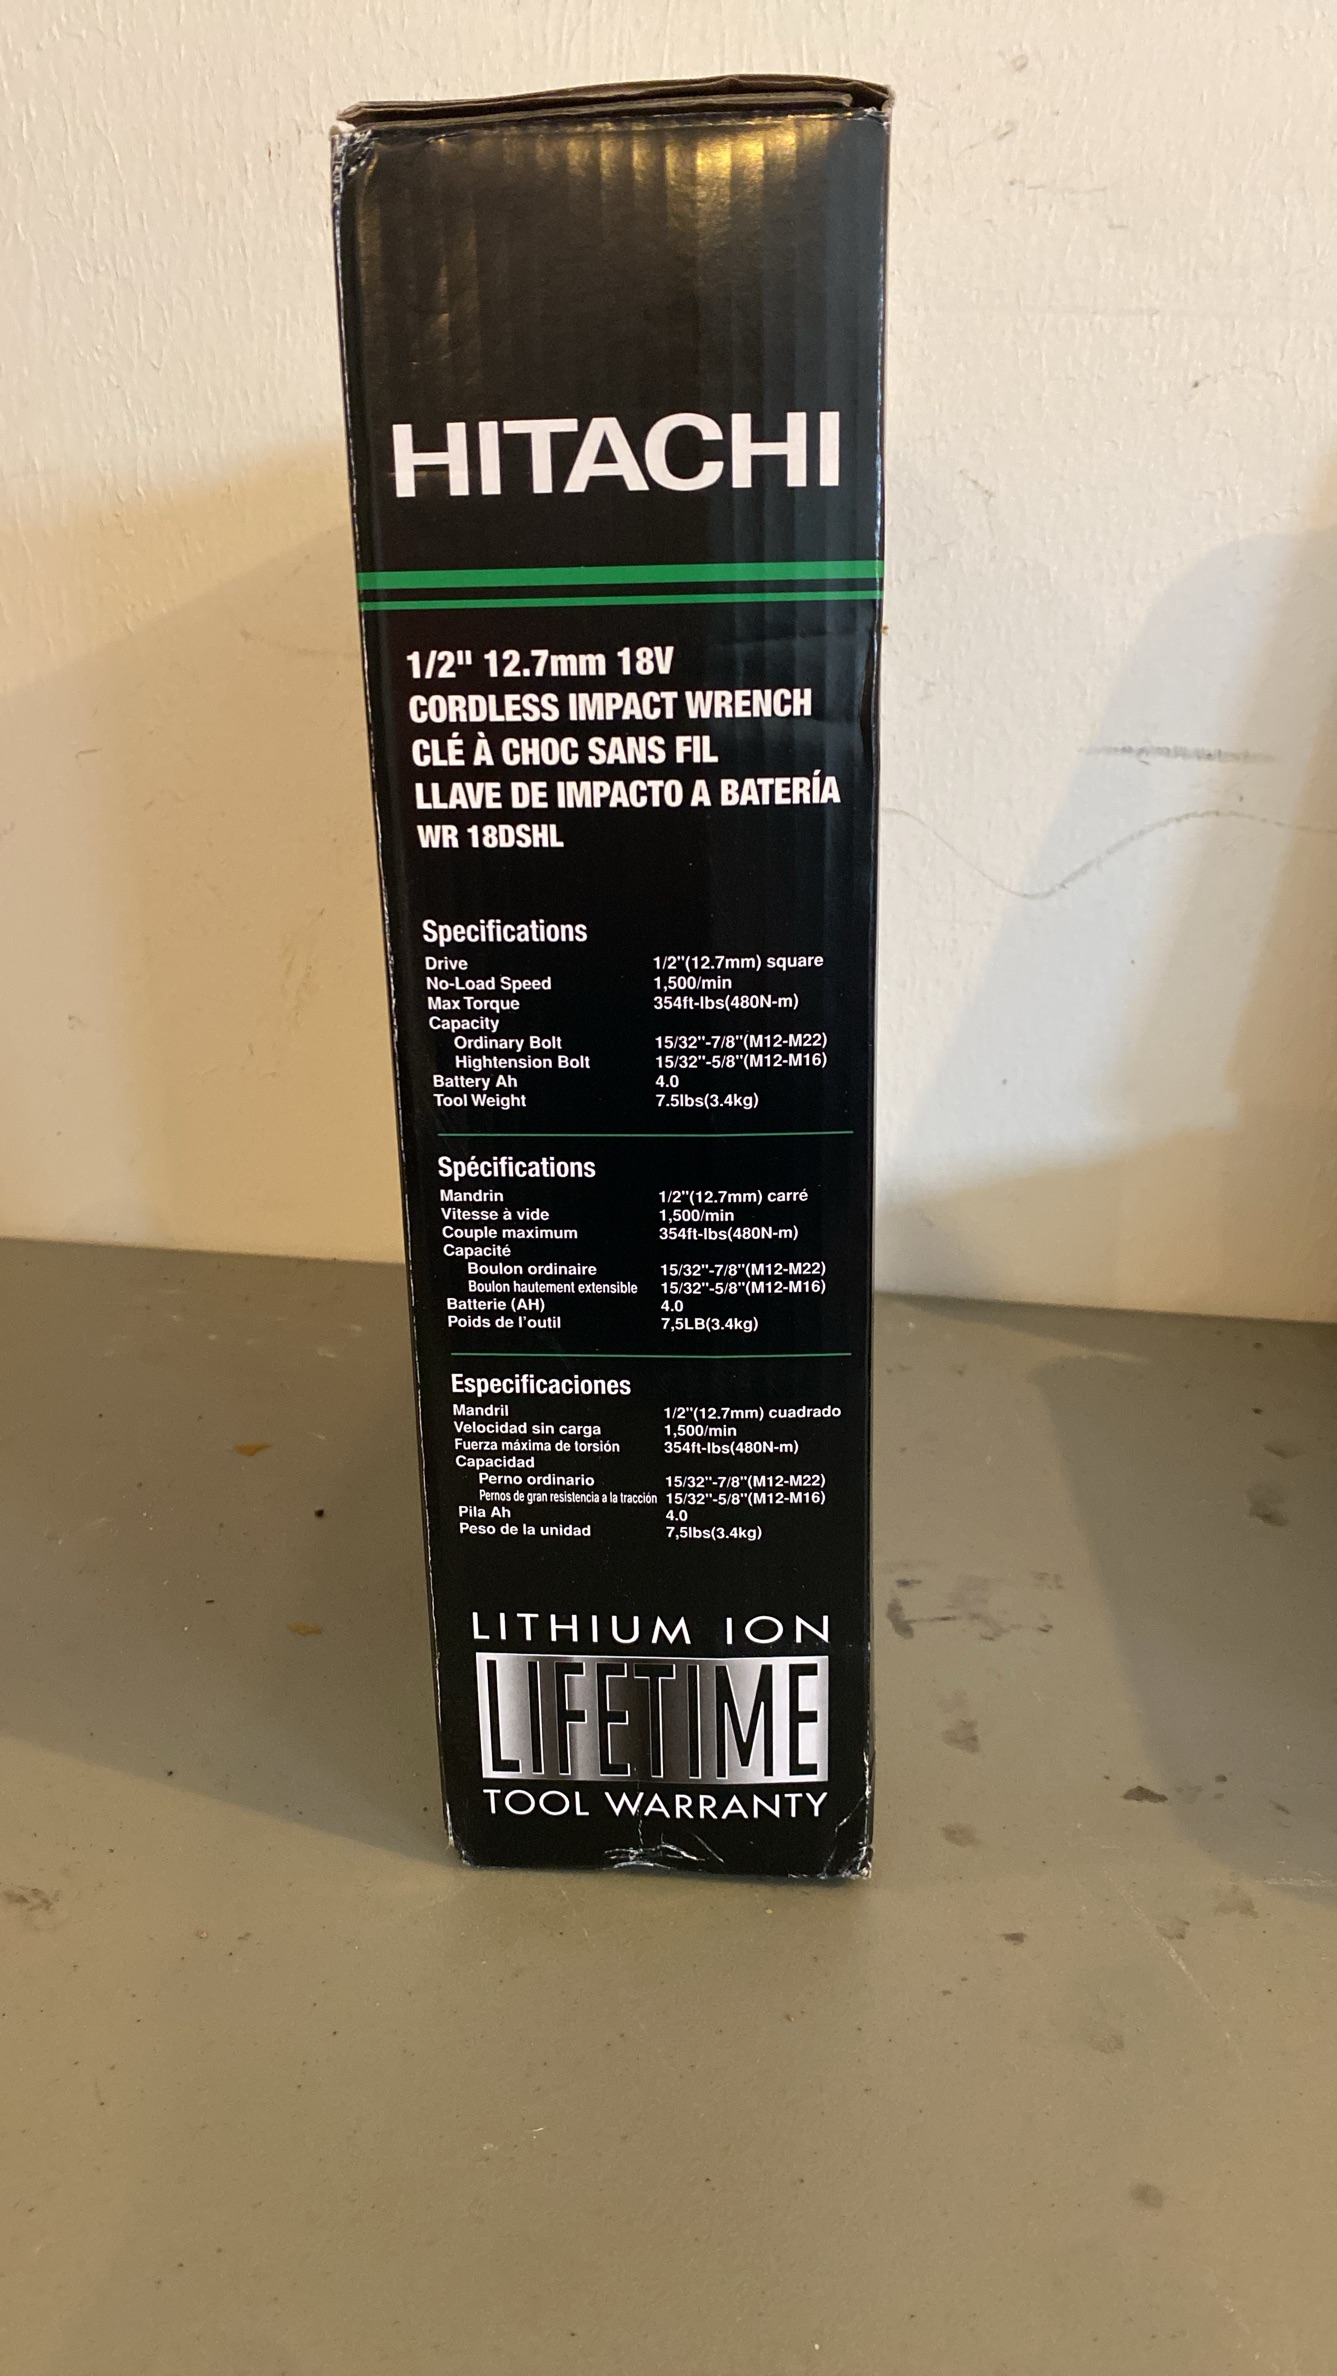 HITACHI
1/2" 12.7mm 18V
CORDLESS IMPACT WRENCH
CLÉ À CHOC SANS FIL
LLAVE DE IMPACTO A BATERÍA
WR 18DSHL
Specifications
Drive 1/2"(12.7mm) square
No-Load Speed 1,500/min
Max Torque 354ft-lbs(480N-m)
Capacity
Ordinary Bolt 15/32"-7/8"(M12-M22)
Hightension Bolt 15/32"-5/8"(M12-M16)
Battery Ah 4.0
Tool Weight 7.5lbs(3.4kg)
Spécifications
Mandrin 1/2"(12.7mm) carré
Vitesse à vide 1,500/min
Couple maximum 354ft-lbs(480N-m)
Capacité
Boulon ordinaire 15/32"-7/8"(M12-M22)
Boulon hautement extensible 15/32"-5/8"(M12-M16)
Batterie (AH) 4.0
Poids de l'outil 7,5LB(3.4kg)
Especificaciones
Mandril 1/2"(12.7mm) cuadrado
Velocidad sin carga 1,500/min
Fuerza máxima de torsión 354ft-lbs(480N-m)
Capacidad
Perno ordinario 15/32"-7/8"(M12-M22)
Pernos de gran resistencia a la tracción 15/32"-5/8"(M12-M16)
Pila Ah 4.0
Peso de la unidad 7,5lbs(3.4kg)
LITHIUM ION
LIFETIME
TOOL WARRANTY